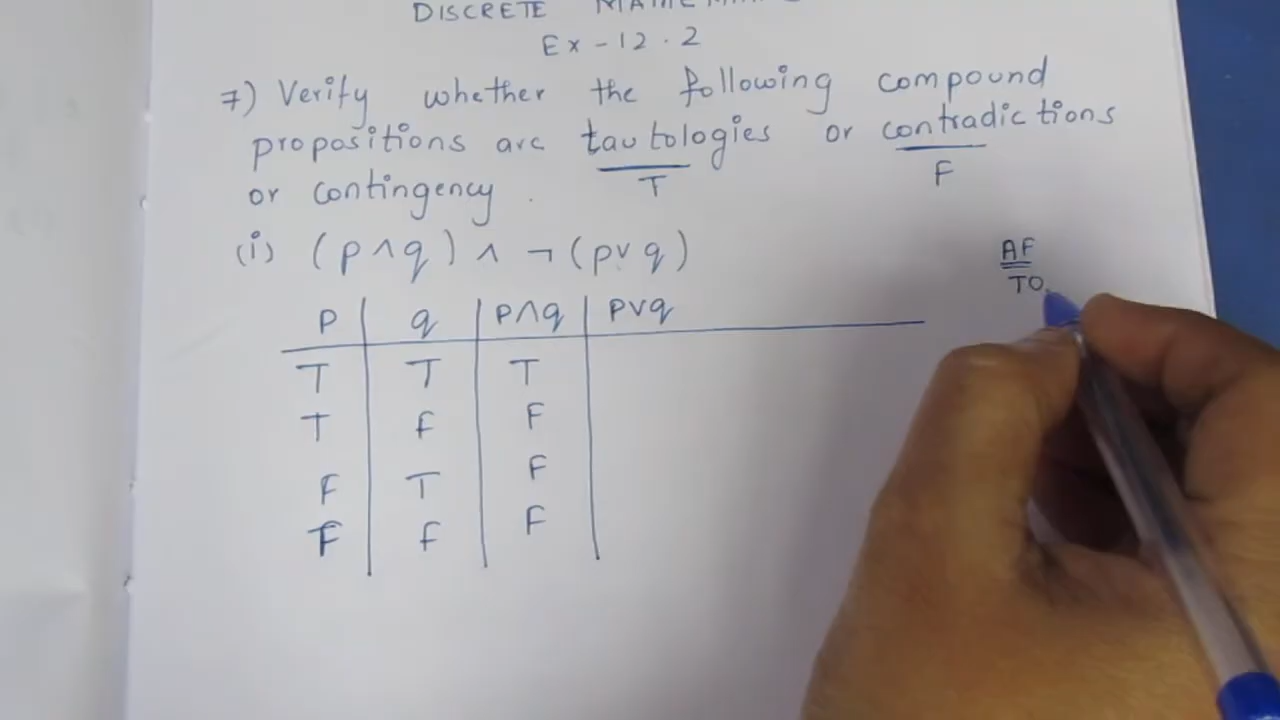 DISCRETE
Ex - 12.2
7) Verify whether the following compound
propositions are tautologies or contradictions
T F
or contingency.
(i) (p ∧ q) ∧ ¬ (p ∨ q)
AF
TO
p q p∧q p∨q
T T T
T F F
F T F
F F F